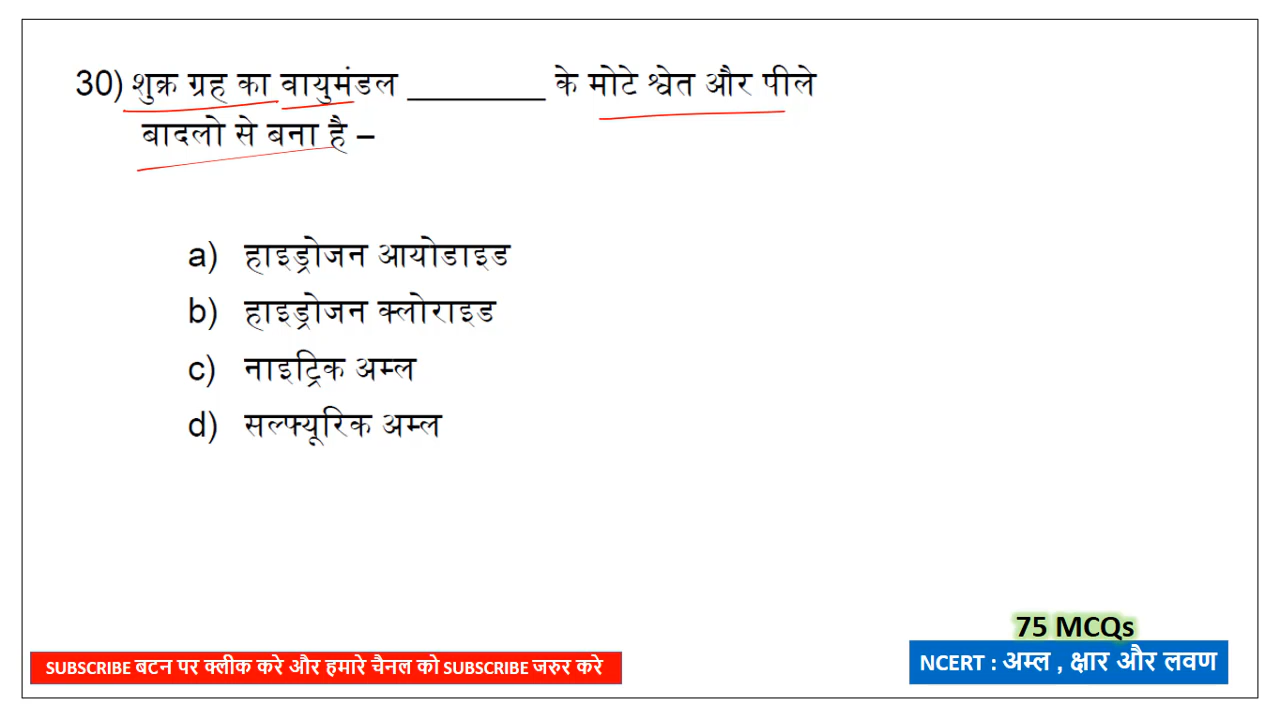 30) शुक्र ग्रह का वायुमंडल ________ के मोटे श्वेत और पीले
बादलो से बना है –
a) हाइड्रोजन आयोडाइड
b) हाइड्रोजन क्लोराइड
c) नाइट्रिक अम्ल
d) सल्फ्यूरिक अम्ल
75 MCQs
NCERT : अम्ल , क्षार और लवण
SUBSCRIBE बटन पर क्लीक करे और हमारे चैनल को SUBSCRIBE जरुर करे